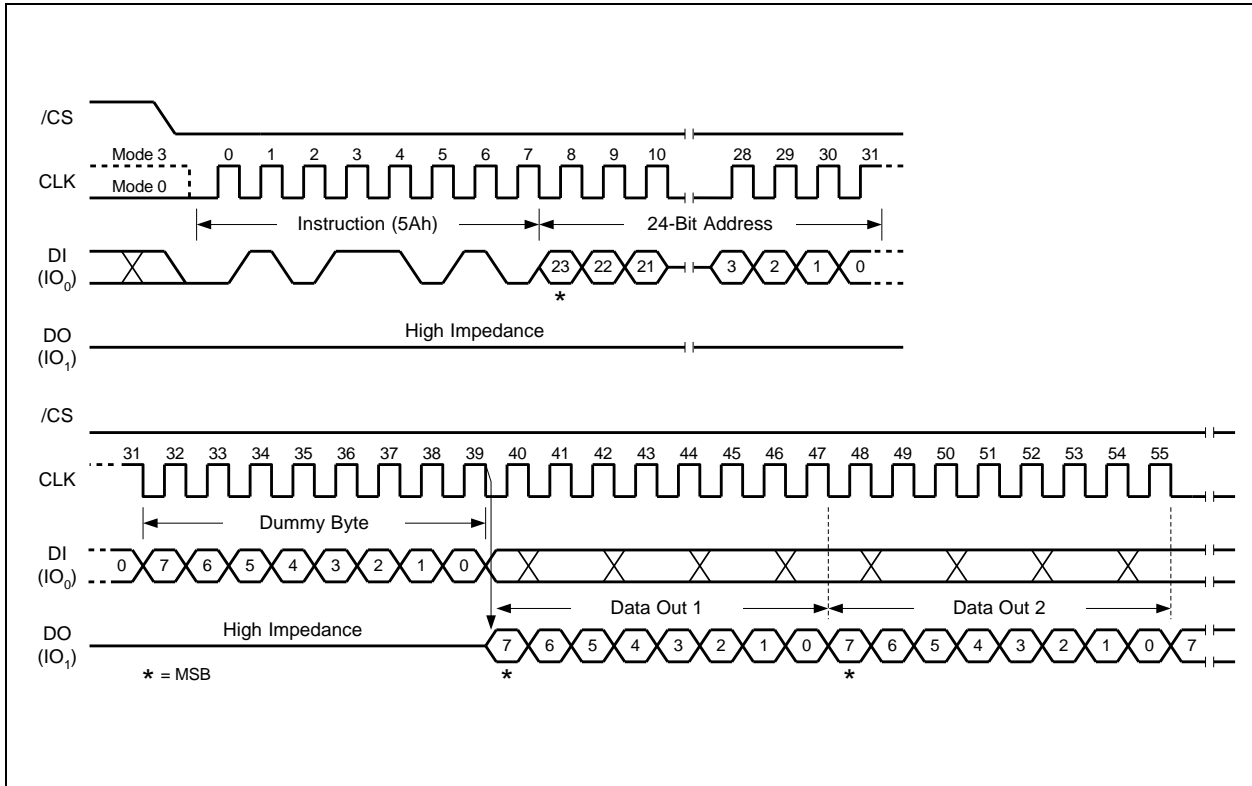 /CS
Mode 3 0 1 2 3 4 5 6 7 8 9 10 28 29 30 31
CLK
Mode 0
Instruction (5Ah) 24-Bit Address
DI
(IO0) 23 22 21 3 2 1 0
*
High Impedance
DO
(IO1)
/CS
31 32 33 34 35 36 37 38 39 40 41 42 43 44 45 46 47 48 49 50 51 52 53 54 55
CLK
Dummy Byte
DI
(IO0) 0 7 6 5 4 3 2 1 0
Data Out 1 Data Out 2
High Impedance
DO
(IO1) 7 6 5 4 3 2 1 0 7 6 5 4 3 2 1 0 7
* = MSB * *